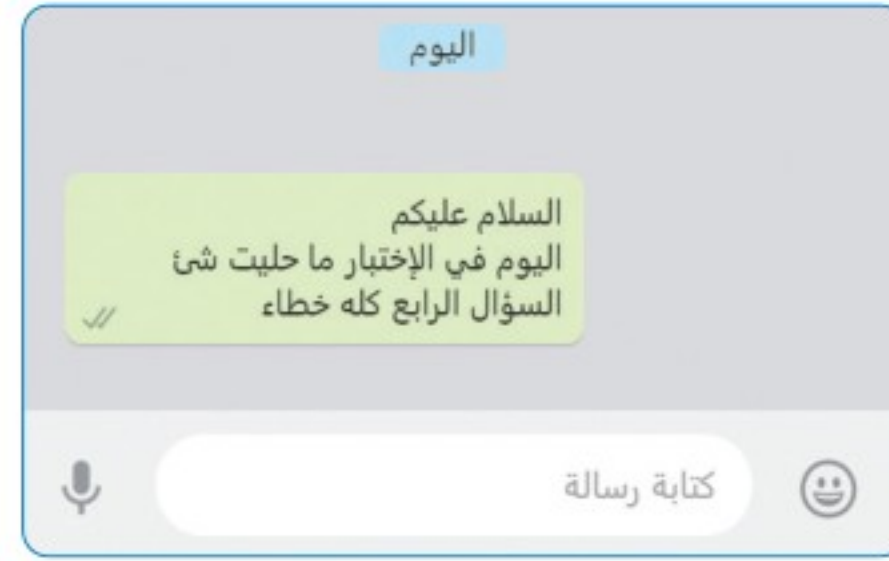 اليوم
السلام عليكم
اليوم في الإختبار ما حليت شئ
السؤال الرابع كله خطاء
كتابة رسالة